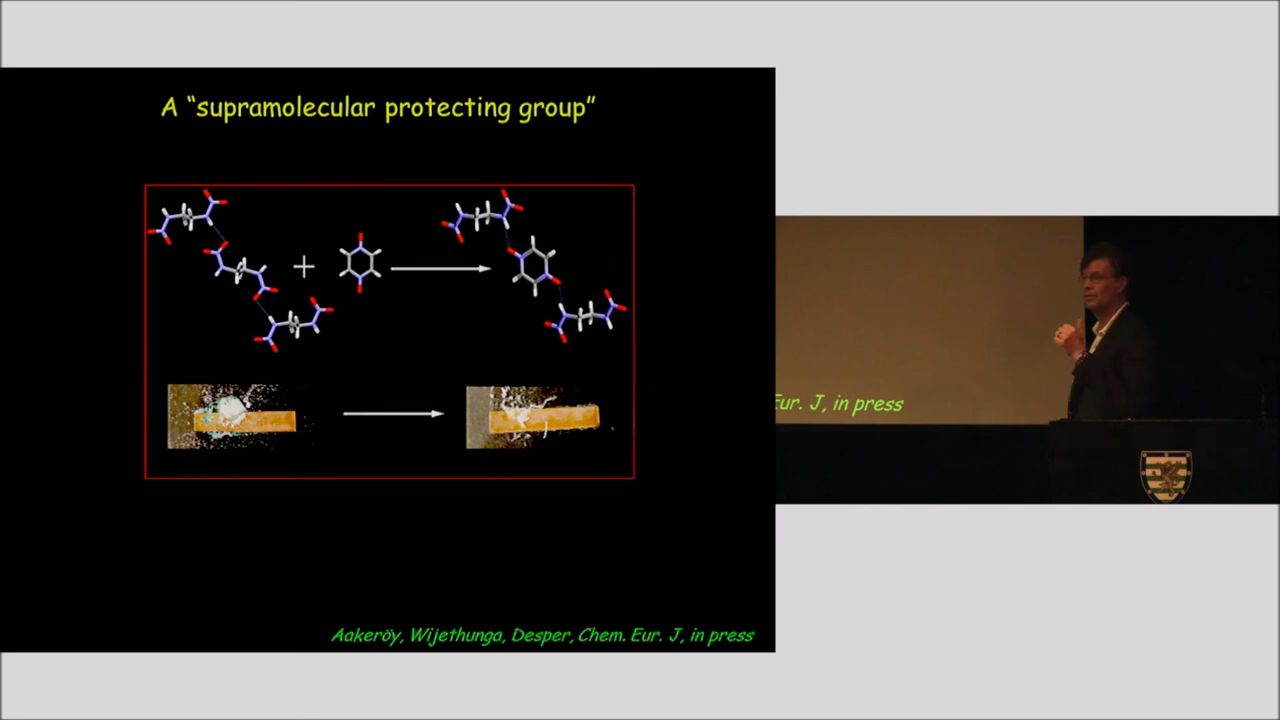 A “supramolecular protecting group”
Aakeröy, Wijethunga, Desper, Chem. Eur. J, in press
Eur. J, in press